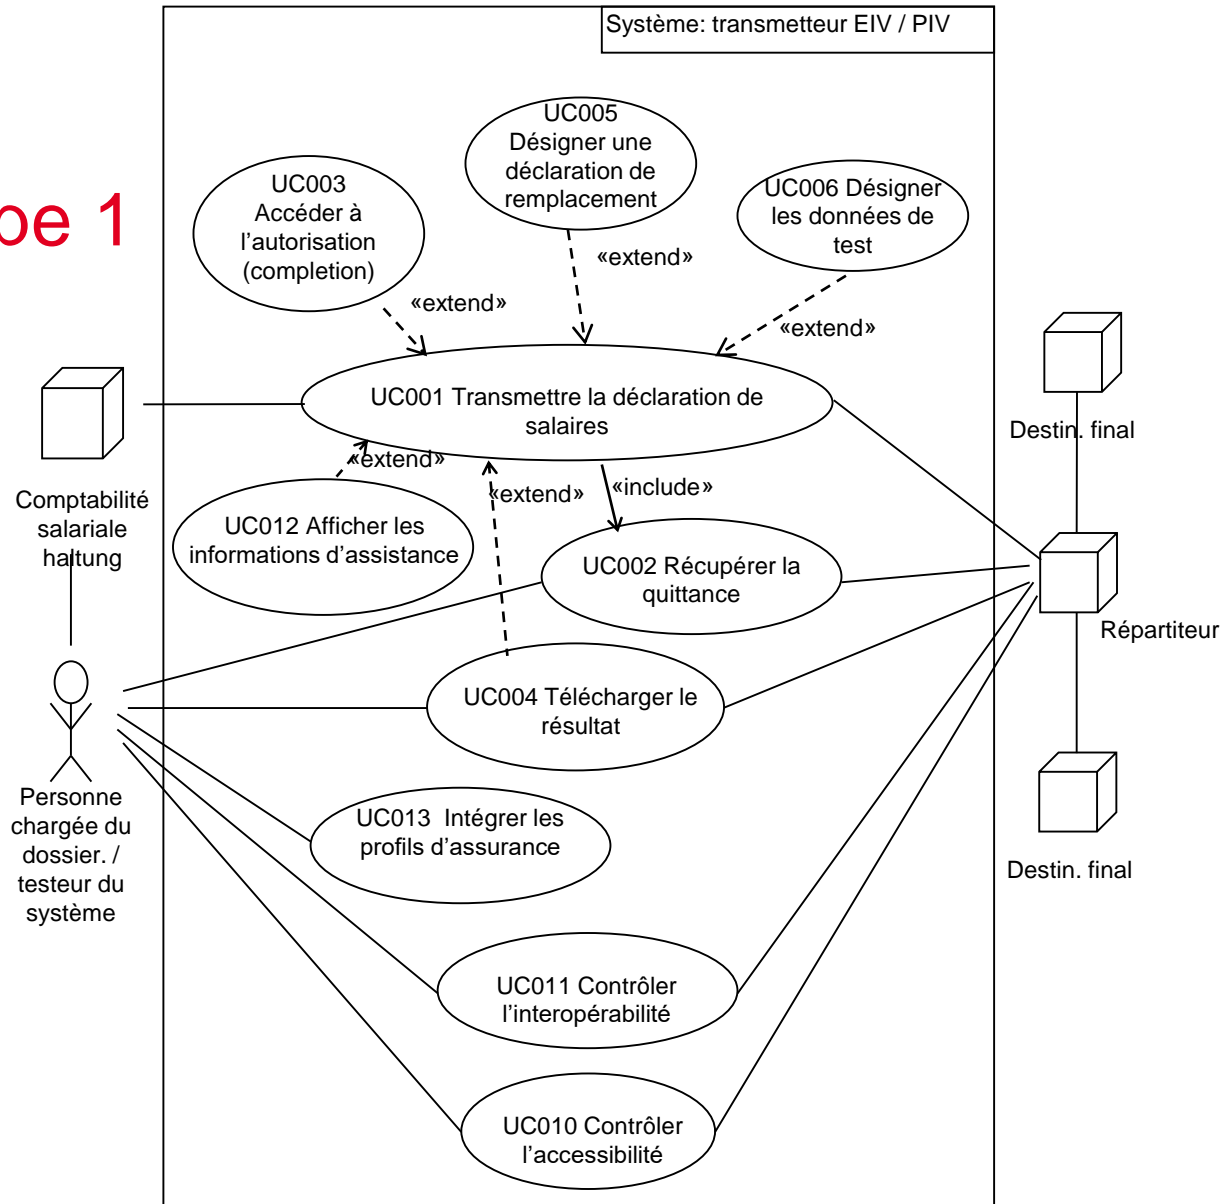 Système: transmetteur EIV / PIV
UC005
Désigner une
déclaration de
remplacement
UC003
Accéder à
l’autorisation
(completion)
UC006 Désigner
les données de
test
pe 1
«extend»
«extend»
«extend»
UC001 Transmettre la déclaration de
salaires
Destin. final
«extend»
«extend»
«include»
Comptabilité
salariale
haltung
UC012 Afficher les
informations d’assistance
UC002 Récupérer la
quittance
Répartiteur
UC004 Télécharger le
résultat
Personne
chargée du
dossier. /
testeur du
système
UC013 Intégrer les
profils d’assurance
Destin. final
UC011 Contrôler
l’interopérabilité
UC010 Contrôler
l’accessibilité